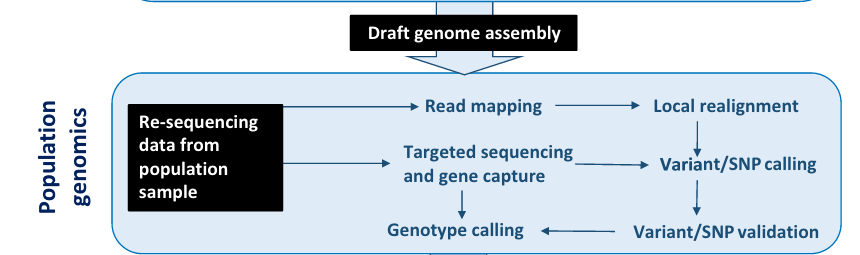 Draft genome assembly
Population
genomics
Re-sequencing
data from
population
sample
Read mapping
Local realignment
Targeted sequencing
and gene capture
Variant/SNP calling
Genotype calling
Variant/SNP validation